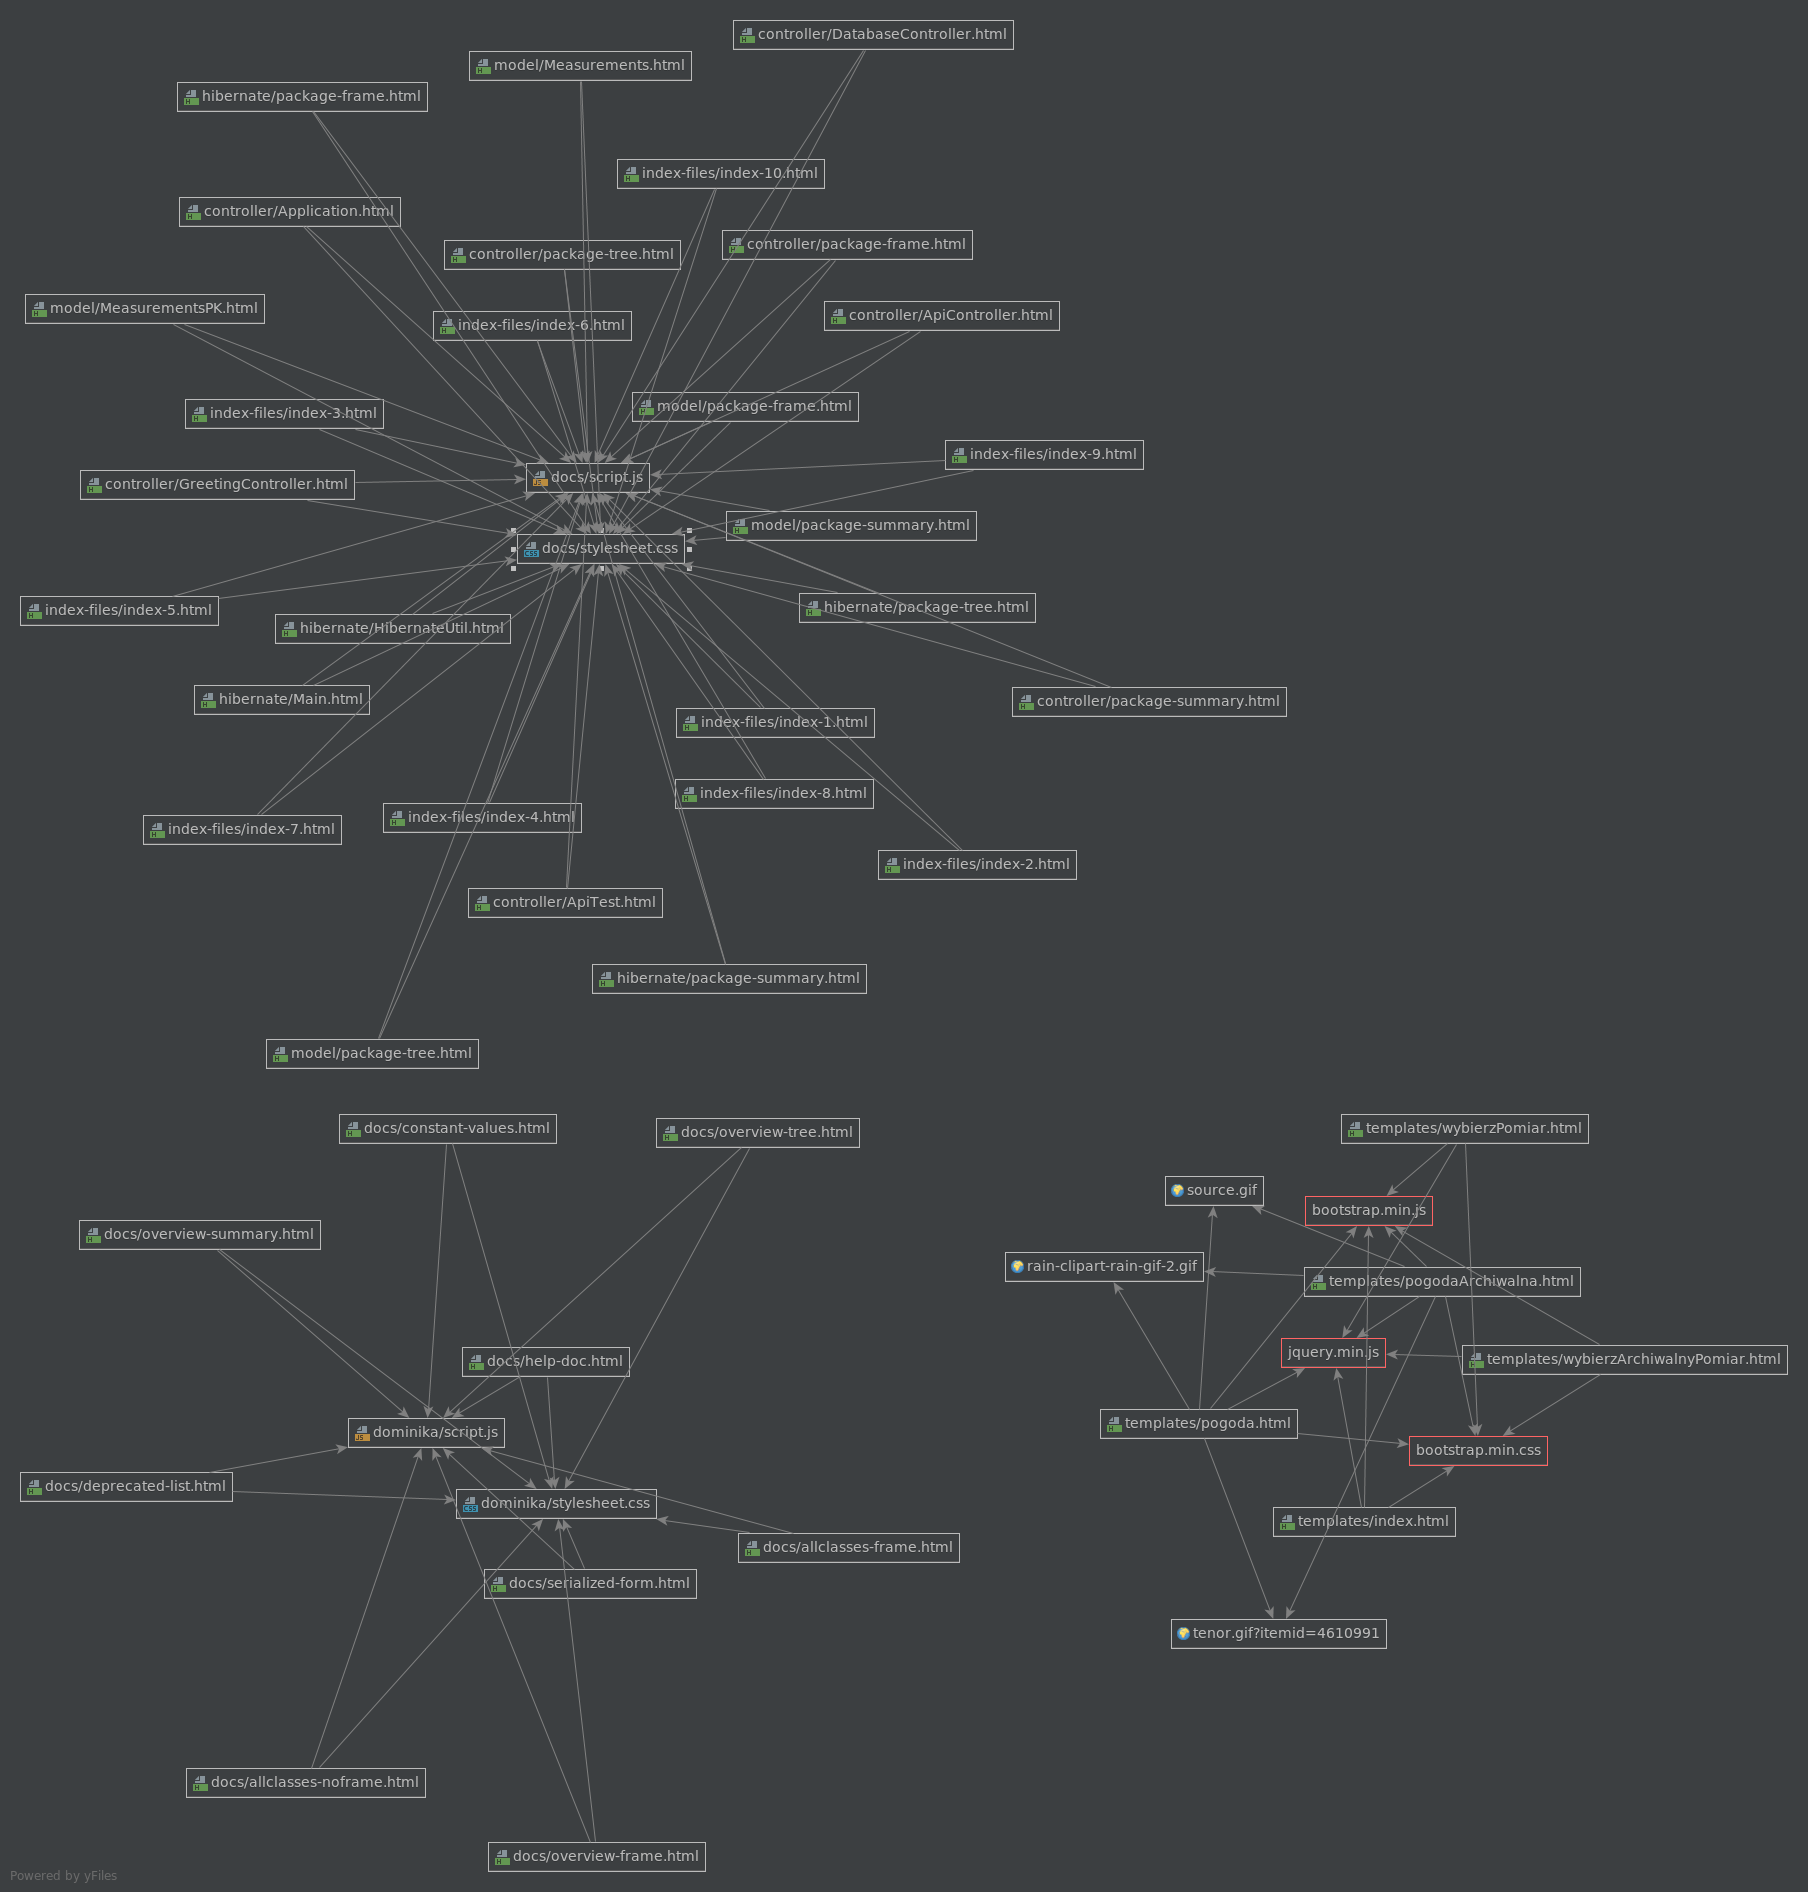 controller/DatabaseController.html
model/Measurements.html
hibernate/package-frame.html
index-files/index-10.html
controller/Application.html
controller/package-tree.html
controller/package-frame.html
model/MeasurementsPK.html
index-files/index-6.html
controller/ApiController.html
index-files/index-3.html
model/package-frame.html
index-files/index-9.html
docs/script.js
controller/GreetingController.html
model/package-summary.html
docs/stylesheet.css
index-files/index-5.html
hibernate/package-tree.html
hibernate/HibernateUtil.html
hibernate/Main.html
controller/package-summary.html
index-files/index-1.html
index-files/index-8.html
index-files/index-4.html
index-files/index-7.html
index-files/index-2.html
controller/ApiTest.html
hibernate/package-summary.html
model/package-tree.html
docs/constant-values.html
docs/overview-tree.html
docs/overview-summary.html
docs/help-doc.html
dominika/script.js
docs/deprecated-list.html
dominika/stylesheet.css
docs/allclasses-frame.html
docs/serialized-form.html
docs/allclasses-noframe.html
docs/overview-frame.html
templates/wybierzPomiar.html
source.gif
bootstrap.min.js
rain-clipart-rain-gif-2.gif
templates/pogodaArchiwalna.html
jquery.min.js
templates/wybierzArchiwalnyPomiar.html
templates/pogoda.html
bootstrap.min.css
templates/index.html
tenor.gif?itemid=4610991
Powered by yFiles